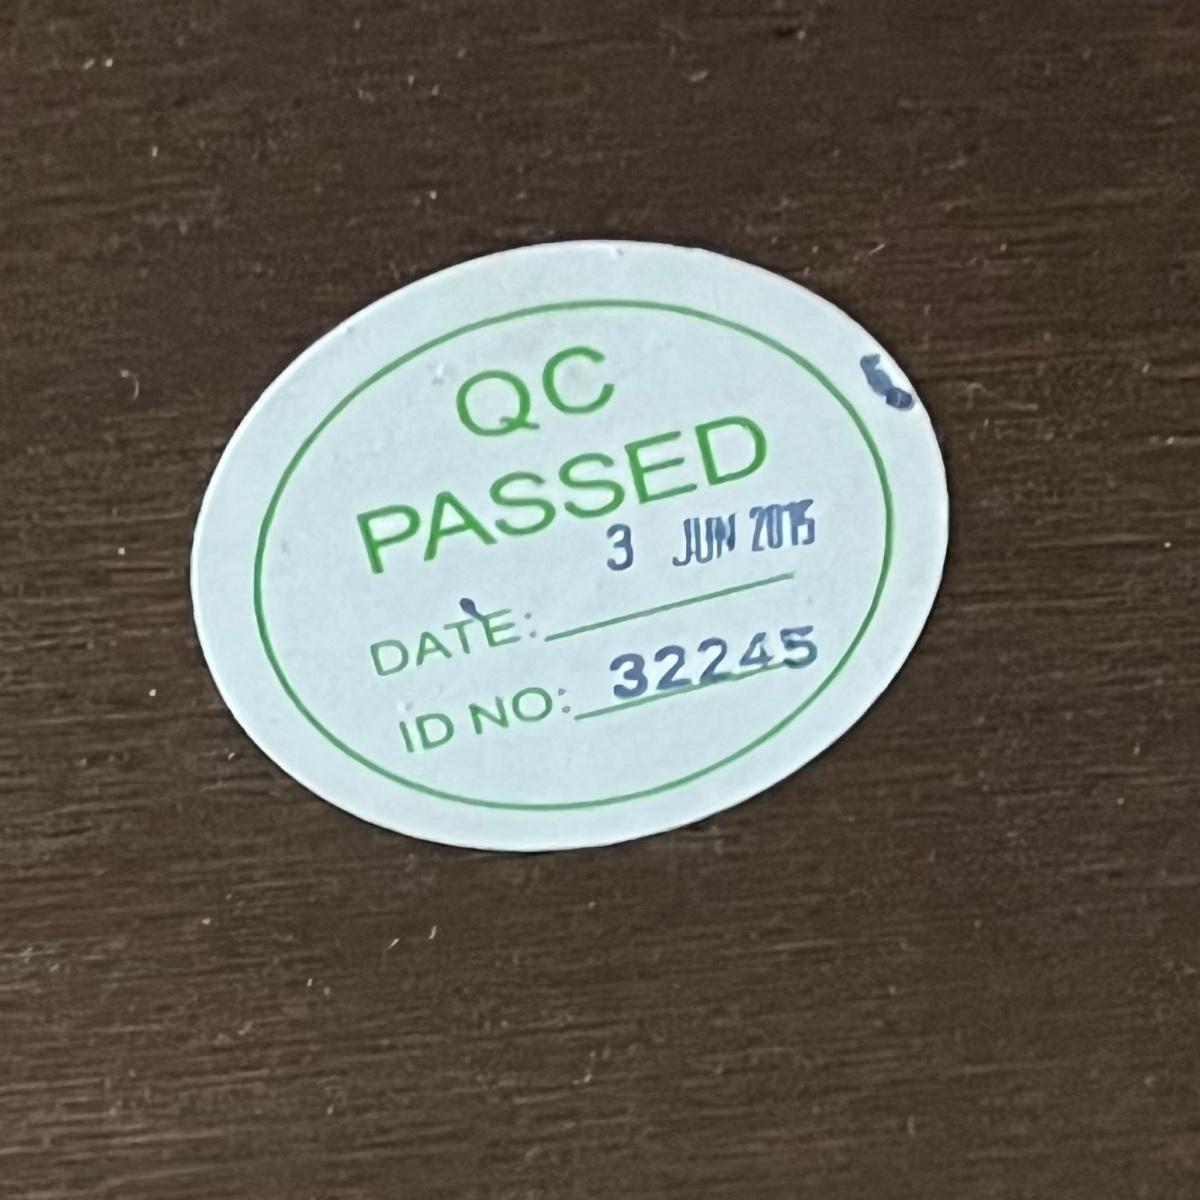 QC
PASSED
3 JUN 2015
DATE:
ID NO: 32245